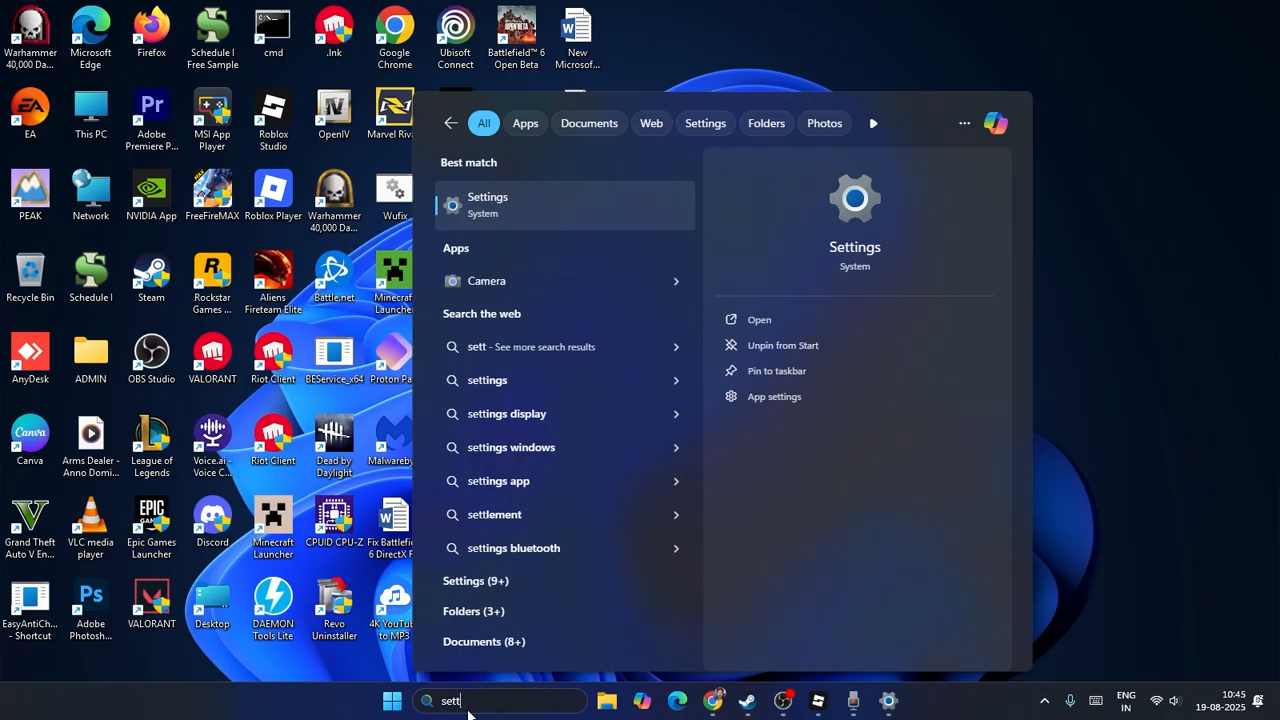 Warhammer
40,000 Da...
Microsoft
Edge
Firefox
Schedule I
Free Sample
cmd
.lnk
Google
Chrome
Ubisoft
Connect
Battlefield™ 6
Open Beta
New
Microsof...
EA
This PC
Adobe
Premiere P...
MSI App
Player
Roblox
Studio
OpenIV
Marvel Riv
PEAK
Network
NVIDIA App
FreeFireMAX
Roblox Player
Warhammer
40,000 Da...
Wufix
Recycle Bin
Schedule I
Steam
Rockstar
Games ...
Aliens
Fireteam Elite
Battle.net
Minecraf
Launche
AnyDesk
ADMIN
OBS Studio
VALORANT
Riot Client
BEService_x64
Proton Pa
Canva
Arms Dealer -
Anno Domi...
League of
Legends
Voice.ai -
Voice C...
Riot Client
Dead by
Daylight
Malwareby
Grand Theft
Auto V En...
VLC media
player
Epic Games
Launcher
Discord
Minecraft
Launcher
CPUID CPU-Z
Fix Battlefie
6 DirectX F
EasyAntiCh...
- Shortcut
Adobe
Photosh...
VALORANT
Desktop
DAEMON
Tools Lite
Revo
Uninstaller
4K YouTub
to MP3
All
Apps
Documents
Web
Settings
Folders
Photos
Best match
Settings
System
Apps
Camera
Search the web
sett - See more search results
settings
settings display
settings windows
settings app
settlement
settings bluetooth
Settings (9+)
Folders (3+)
Documents (8+)
Settings
System
Open
Unpin from Start
Pin to taskbar
App settings
sett
ENG
IN
10:45
19-08-2025